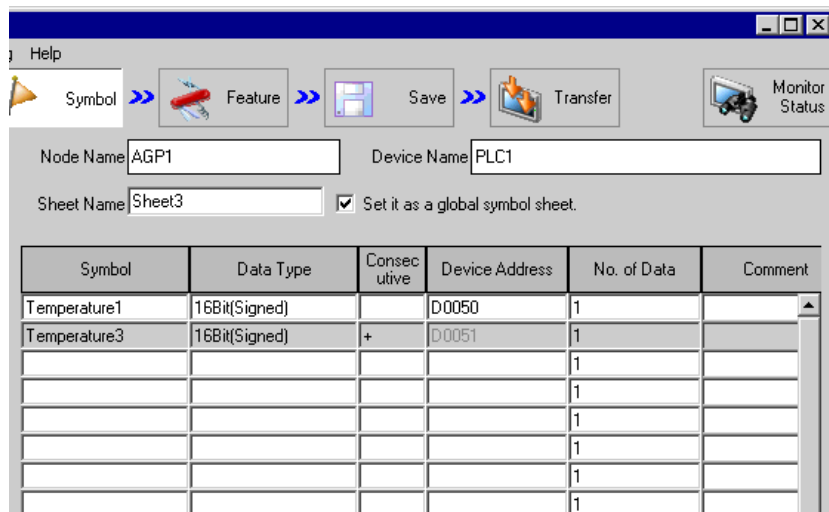 Help
Symbol Feature Save Transfer Monitor Status
Node Name AGP1 Device Name PLC1
Sheet Name Sheet3 Set it as a global symbol sheet.
Symbol Data Type Consecutive Device Address No. of Data Comment
Temperature1 16Bit(Signed) D0050 1
Temperature3 16Bit(Signed) + D0051 1
1
1
1
1
1
1